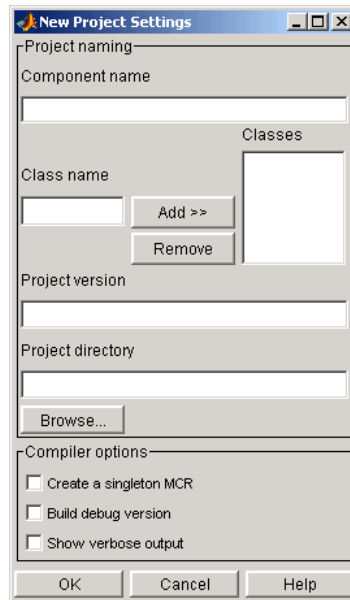 New Project Settings
Project naming
Component name
Classes
Class name
Add >>
Remove
Project version
Project directory
Browse...
Compiler options
Create a singleton MCR
Build debug version
Show verbose output
OK
Cancel
Help